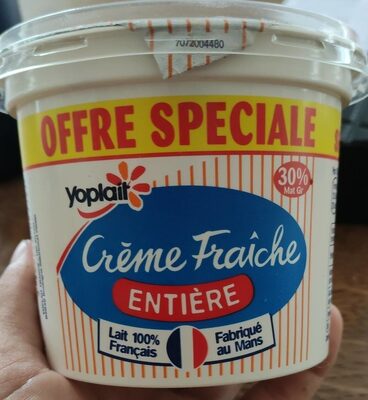 7072004480
OFFRE SPECIALE
Yoplait
30%
Mat Gr
Crème Fraîche
ENTIÈRE
Lait 100%
Français
Fabriqué
au Mans